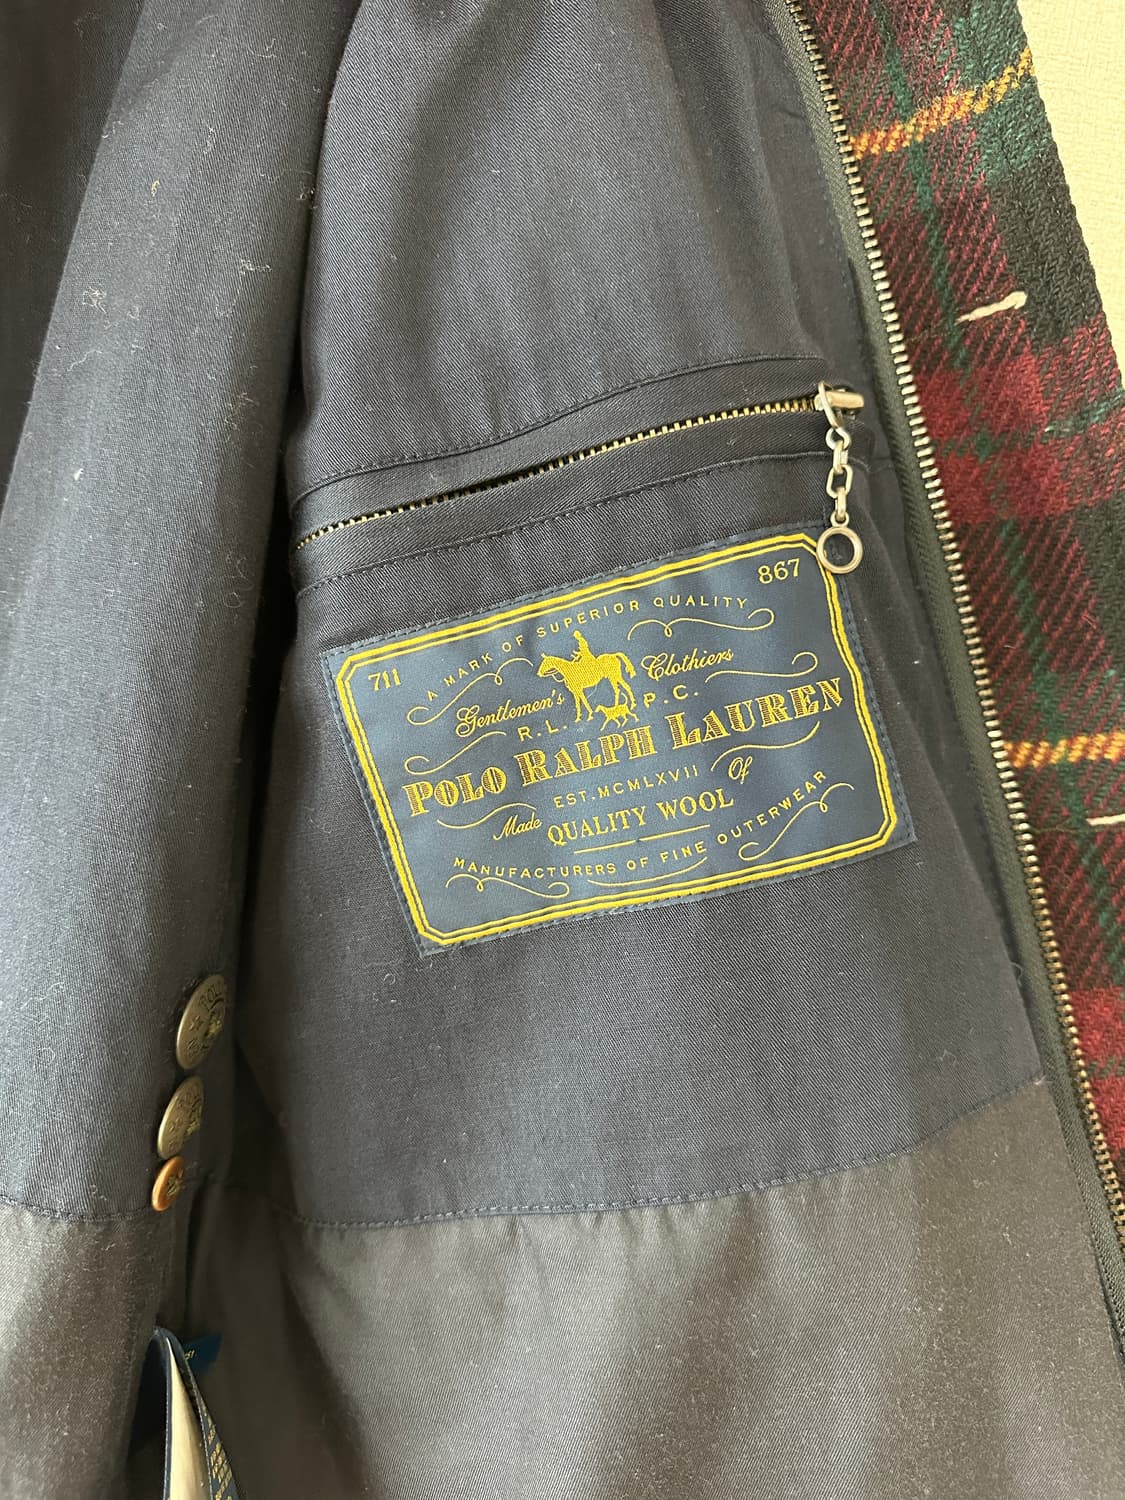 867
711
A MARK OF SUPERIOR QUALITY
Gentlemen's Clothiers
R.L. P.C.
POLO RALPH LAUREN
EST. MCMLXVII
Made QUALITY WOOL Of
MANUFACTURERS OF FINE OUTERWEAR
POLO